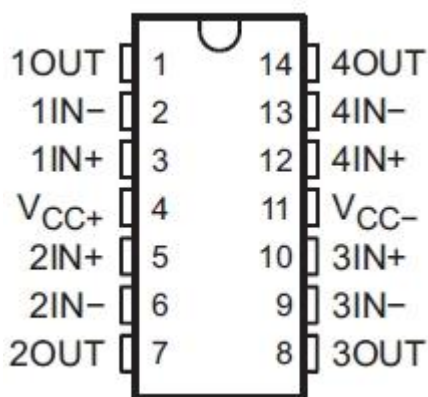 1OUT 1 14 4OUT
1IN− 2 13 4IN−
1IN+ 3 12 4IN+
VCC+ 4 11 VCC−
2IN+ 5 10 3IN+
2IN− 6 9 3IN−
2OUT 7 8 3OUT